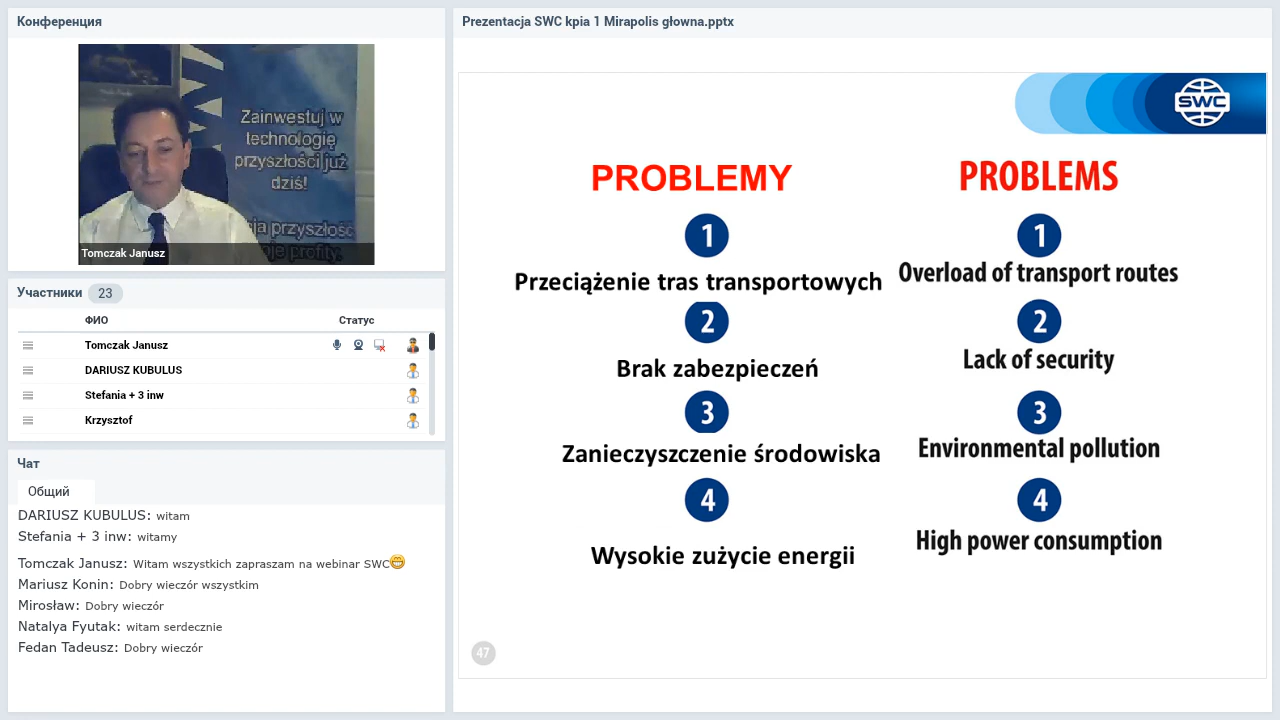 Конференция
Zainwestuj w
technologię
przyszłości już
dziś!
przyszłość
profity.
Tomczak Janusz
Участники 23
ФИО Статус
Tomczak Janusz
DARIUSZ KUBULUS
Stefania + 3 inw
Krzysztof
Чат
Общий
DARIUSZ KUBULUS: witam
Stefania + 3 inw: witamy
Tomczak Janusz: Witam wszystkich zapraszam na webinar SWC
Mariusz Konin: Dobry wieczór wszystkim
Mirosław: Dobry wieczór
Natalya Fyutak: witam serdecznie
Fedan Tadeusz: Dobry wieczór
Prezentacja SWC kpia 1 Mirapolis głowna.pptx
SWC
PROBLEMY
1
Przeciążenie tras transportowych
2
Brak zabezpieczeń
3
Zanieczyszczenie środowiska
4
Wysokie zużycie energii
PROBLEMS
1
Overload of transport routes
2
Lack of security
3
Environmental pollution
4
High power consumption
47